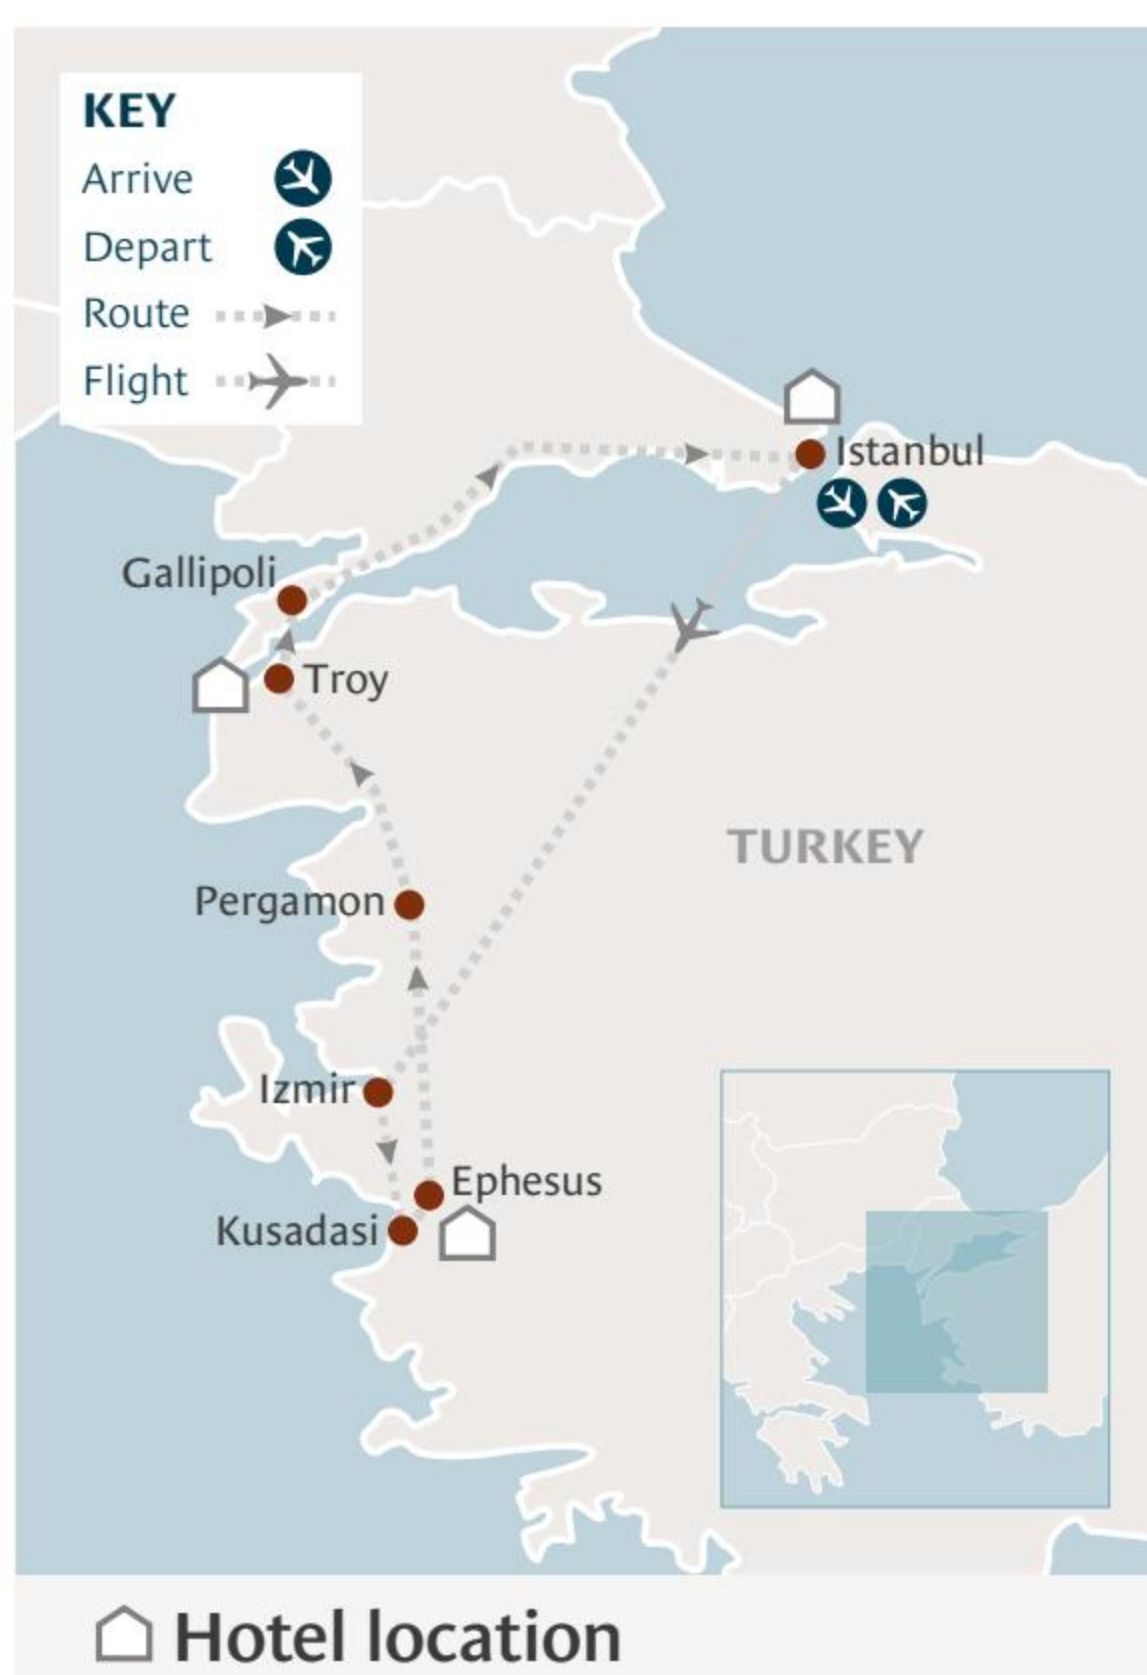 KEY
Arrive
Depart
Route
Flight
Istanbul
Gallipoli
Troy
TURKEY
Pergamon
Izmir
Ephesus
Kusadasi
Hotel location